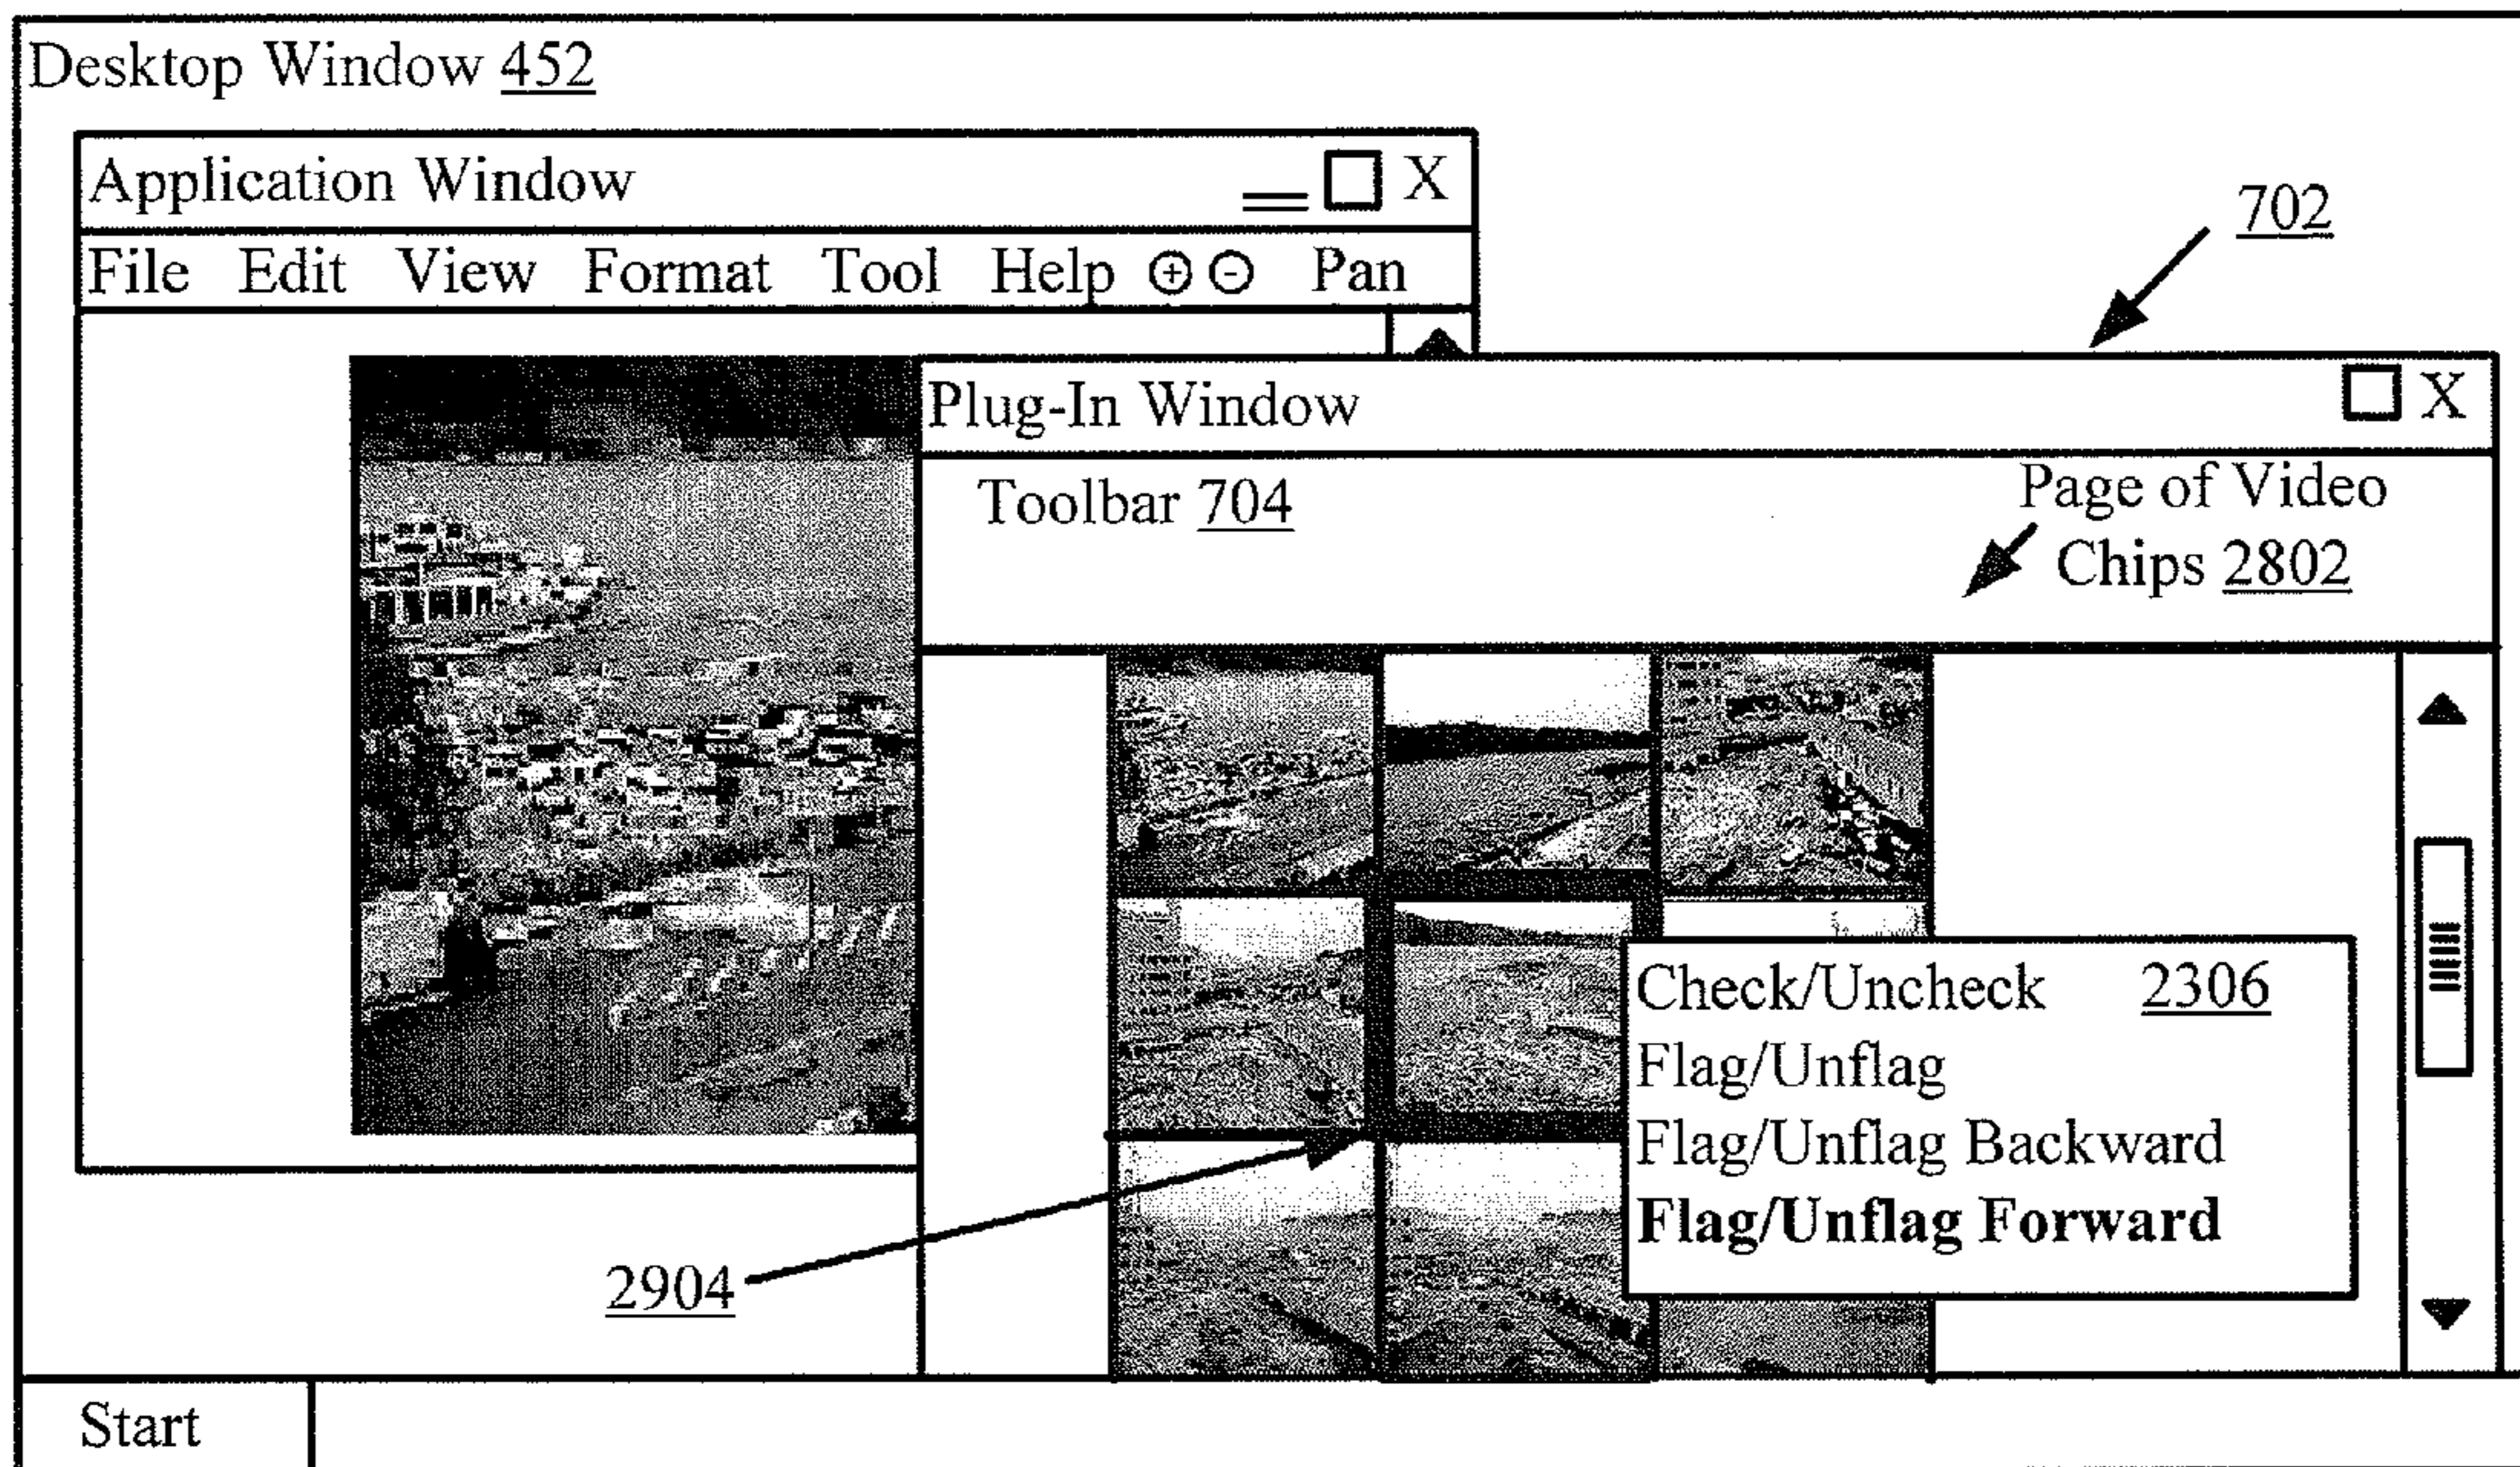 Desktop Window 452
Application Window X
File Edit View Format Tool Help + - Pan
702
Plug-In Window X
Toolbar 704
Page of Video
Chips 2802
Check/Uncheck 2306
Flag/Unflag
Flag/Unflag Backward
Flag/Unflag Forward
2904
Start